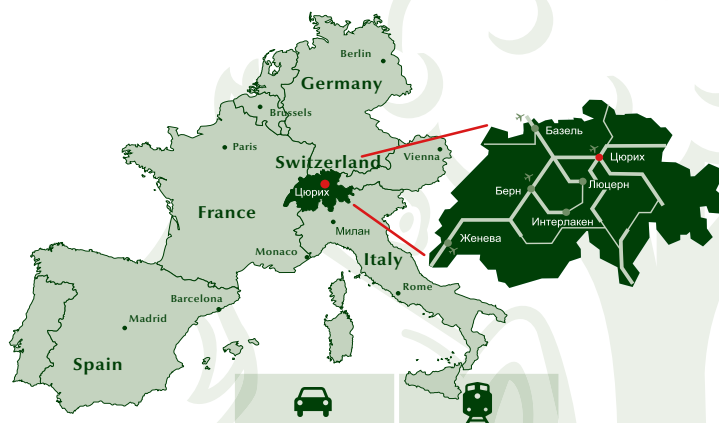 Berlin
Germany
Brussels
Paris
Switzerland
Vienna
Цюрих
France
Милан
Monaco
Italy
Barcelona
Rome
Madrid
Spain
Базель
Цюрих
Люцерн
Берн
Интерлакен
Женева